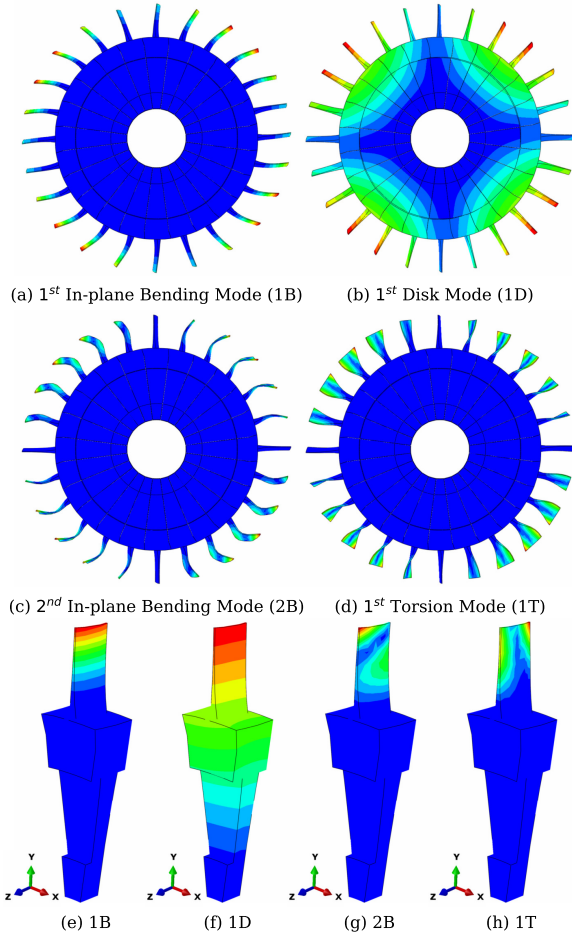 (a) 1st In-plane Bending Mode (1B)
(b) 1st Disk Mode (1D)
(c) 2nd In-plane Bending Mode (2B)
(d) 1st Torsion Mode (1T)
Y Z X
Y Z X
Y Z X
Y Z X
(e) 1B
(f) 1D
(g) 2B
(h) 1T